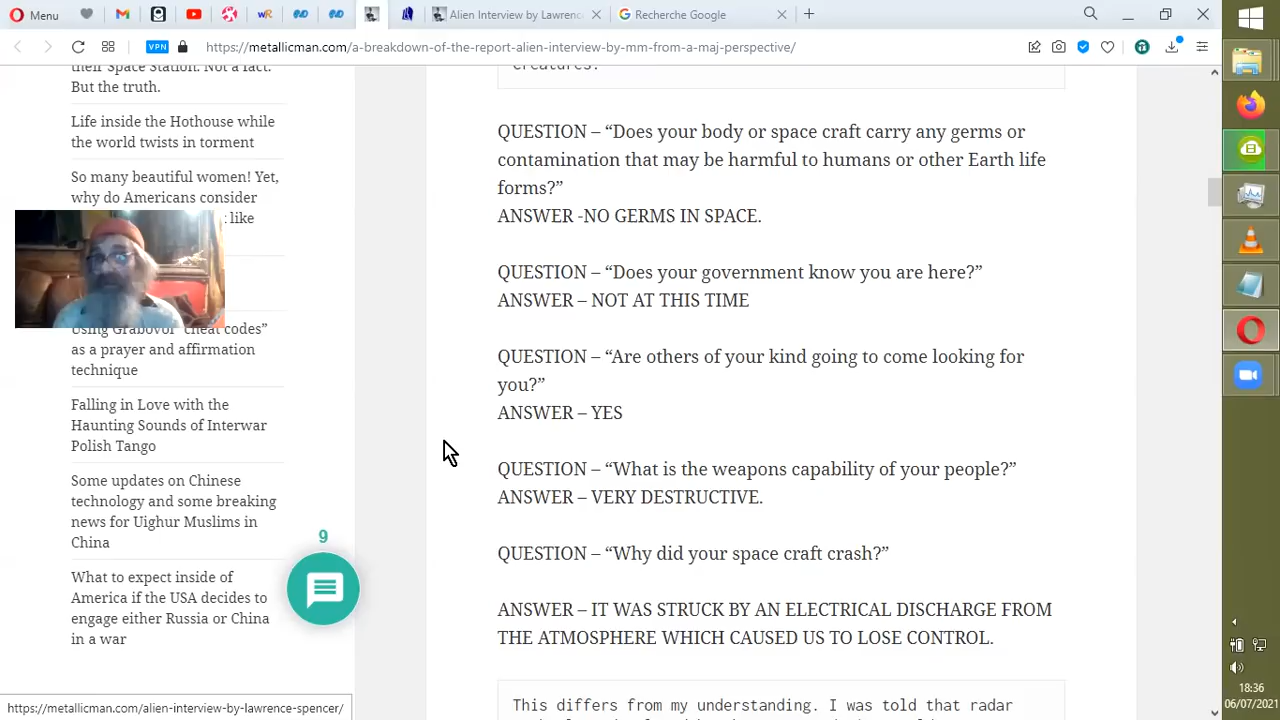 Menu
Alien Interview by Lawrence
Recherche Google
VPN
https://metallicman.com/a-breakdown-of-the-report-alien-interview-by-mm-from-a-maj-perspective/
their Space Station. Not a fact.
But the truth.
Life inside the Hothouse while
the world twists in torment
So many beautiful women! Yet,
why do Americans consider
like
Using Grabovoi "cheat codes"
as a prayer and affirmation
technique
Falling in Love with the
Haunting Sounds of Interwar
Polish Tango
Some updates on Chinese
technology and some breaking
news for Uighur Muslims in
China
What to expect inside of
America if the USA decides to
engage either Russia or China
in a war
9
https://metallicman.com/alien-interview-by-lawrence-spencer/
creatures.
QUESTION – “Does your body or space craft carry any germs or
contamination that may be harmful to humans or other Earth life
forms?”
ANSWER -NO GERMS IN SPACE.
QUESTION – “Does your government know you are here?”
ANSWER – NOT AT THIS TIME
QUESTION – “Are others of your kind going to come looking for
you?”
ANSWER – YES
QUESTION – “What is the weapons capability of your people?”
ANSWER – VERY DESTRUCTIVE.
QUESTION – “Why did your space craft crash?”
ANSWER – IT WAS STRUCK BY AN ELECTRICAL DISCHARGE FROM
THE ATMOSPHERE WHICH CAUSED US TO LOSE CONTROL.
This differs from my understanding. I was told that radar
18:36
06/07/2021